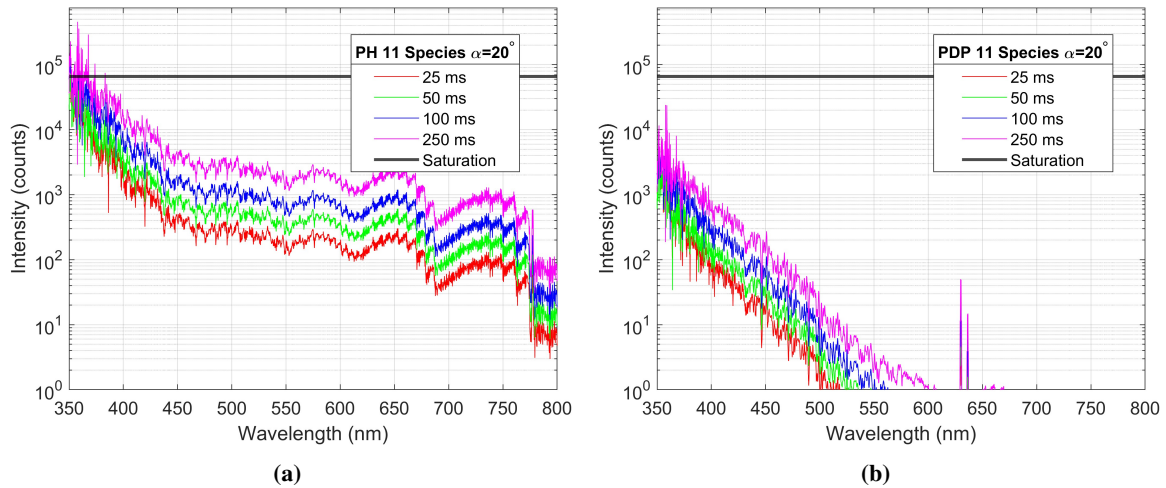 PH 11 Species α=20°
25 ms
50 ms
100 ms
250 ms
Saturation
10^5
10^4
10^3
10^2
10^1
10^0
Intensity (counts)
350 400 450 500 550 600 650 700 750 800
Wavelength (nm)
(a)
PDP 11 Species α=20°
25 ms
50 ms
100 ms
250 ms
Saturation
10^5
10^4
10^3
10^2
10^1
10^0
Intensity (counts)
350 400 450 500 550 600 650 700 750 800
Wavelength (nm)
(b)